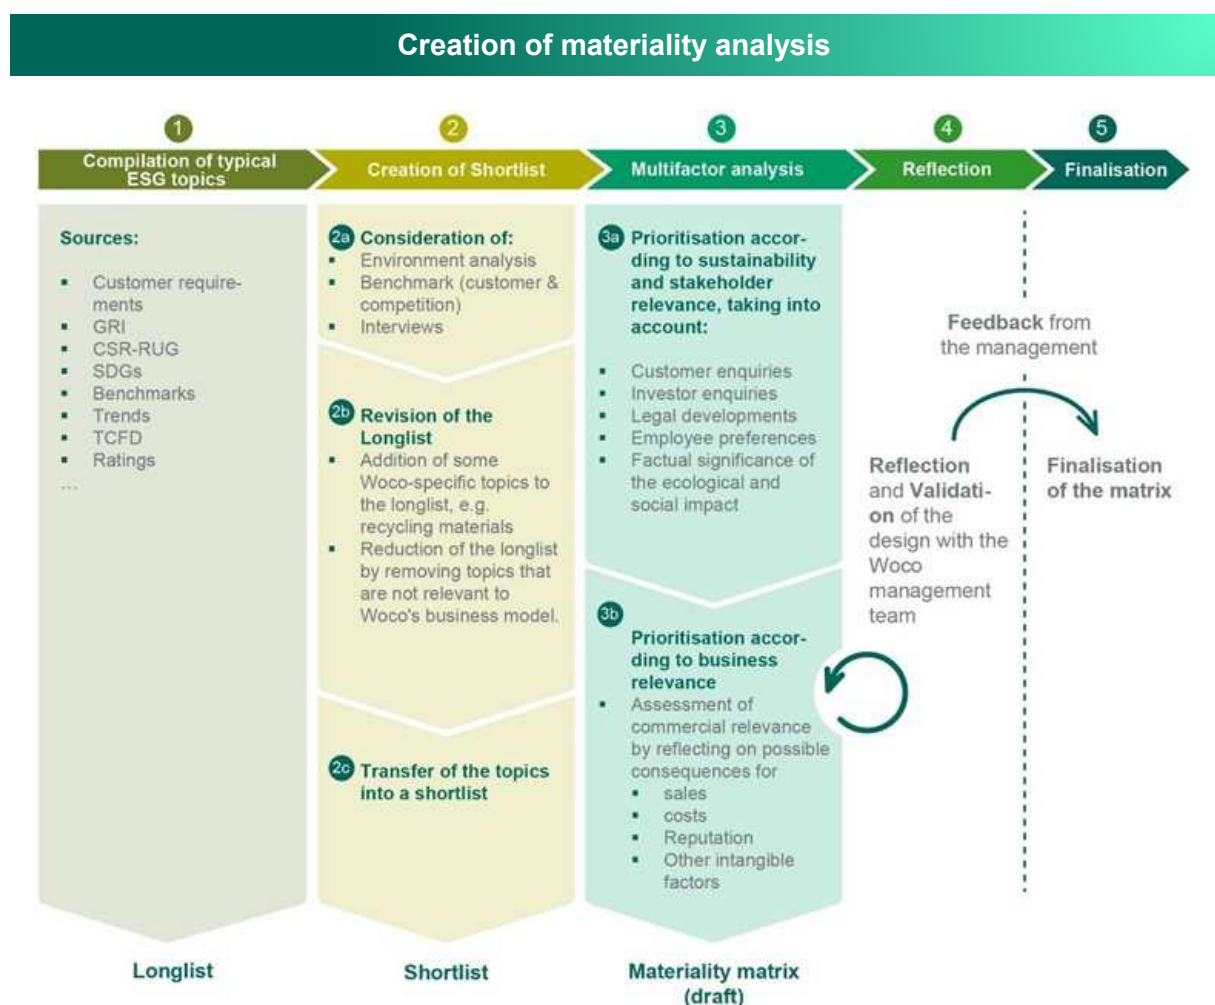 Creation of materiality analysis
1
Compilation of typical
ESG topics
2
Creation of Shortlist
3
Multifactor analysis
4
Reflection
5
Finalisation
Sources:
▪ Customer require-
ments
▪ GRI
▪ CSR-RUG
▪ SDGs
▪ Benchmarks
▪ Trends
▪ TCFD
▪ Ratings
…
Longlist
2a Consideration of:
▪ Environment analysis
▪ Benchmark (customer &
competition)
▪ Interviews
2b Revision of the
Longlist
▪ Addition of some
Woco-specific topics to
the longlist, e.g.
recycling materials
▪ Reduction of the longlist
by removing topics that
are not relevant to
Woco's business model.
2c Transfer of the topics
into a shortlist
Shortlist
3a Prioritisation accor-
ding to sustainability
and stakeholder
relevance, taking into
account:
▪ Customer enquiries
▪ Investor enquiries
▪ Legal developments
▪ Employee preferences
▪ Factual significance of
the ecological and
social impact
3b
Prioritisation accor-
ding to business
relevance
▪ Assessment of
commercial relevance
by reflecting on possible
consequences for
▪ sales
▪ costs
▪ Reputation
▪ Other intangible
factors
Materiality matrix
(draft)
Feedback from
the management
Reflection
and Validati-
on of the
design with the
Woco
management
team
Finalisation
of the matrix